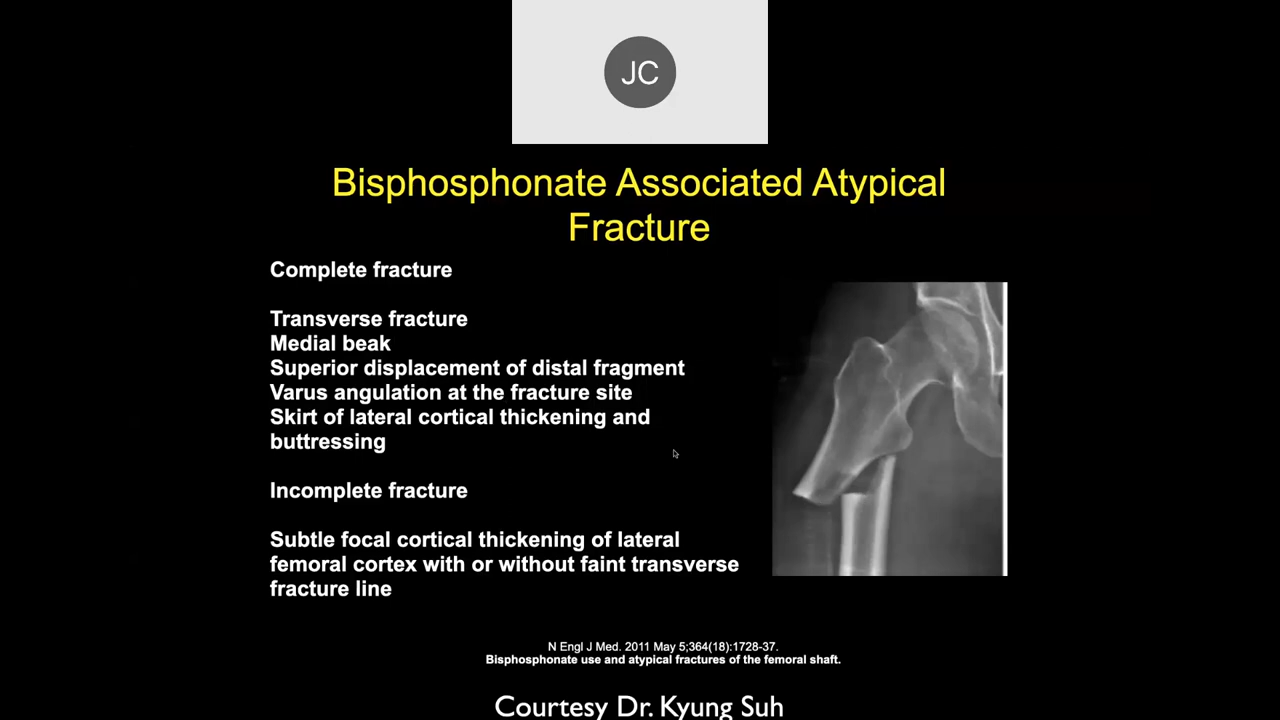 JC
Bisphosphonate Associated Atypical
Fracture
Complete fracture
Transverse fracture
Medial beak
Superior displacement of distal fragment
Varus angulation at the fracture site
Skirt of lateral cortical thickening and
buttressing
Incomplete fracture
Subtle focal cortical thickening of lateral
femoral cortex with or without faint transverse
fracture line
N Engl J Med. 2011 May 5;364(18):1728-37.
Bisphosphonate use and atypical fractures of the femoral shaft.
Courtesy Dr. Kyung Suh